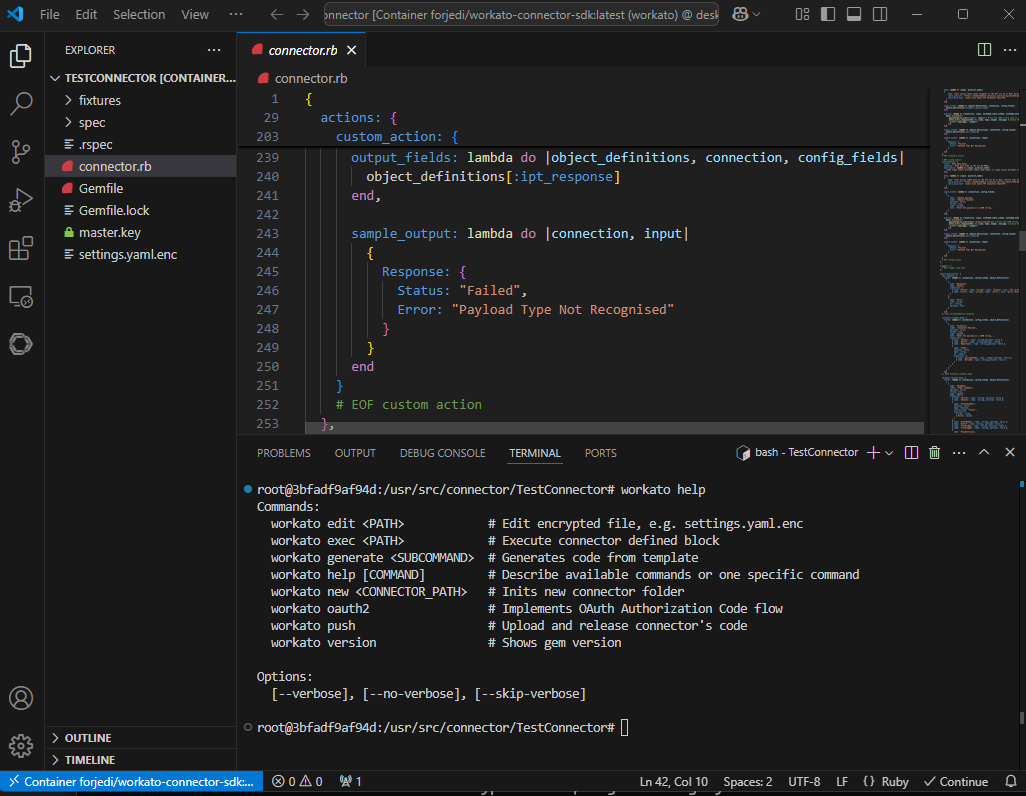 File Edit Selection View ··· onnector [Container forjedi/workato-connector-sdk:latest (workato) @ desk
EXPLORER ···
TESTCONNECTOR [CONTAINER...
fixtures
spec
.rspec
connector.rb
Gemfile
Gemfile.lock
master.key
settings.yaml.enc
OUTLINE
TIMELINE
connector.rb
connector.rb
1 {
29 actions: {
203 custom_action: {
239 output_fields: lambda do |object_definitions, connection, config_fields|
240 object_definitions[:ipt_response]
241 end,
242
243 sample_output: lambda do |connection, input|
244 {
245 Response: {
246 Status: "Failed",
247 Error: "Payload Type Not Recognised"
248 }
249 }
250 end
251 }
252 # EOF custom action
253 },
PROBLEMS OUTPUT DEBUG CONSOLE TERMINAL PORTS bash - TestConnector
root@3bfadf9af94d:/usr/src/connector/TestConnector# workato help
Commands:
workato edit <PATH> # Edit encrypted file, e.g. settings.yaml.enc
workato exec <PATH> # Execute connector defined block
workato generate <SUBCOMMAND> # Generates code from template
workato help [COMMAND] # Describe available commands or one specific command
workato new <CONNECTOR_PATH> # Inits new connector folder
workato oauth2 # Implements OAuth Authorization Code flow
workato push # Upload and release connector's code
workato version # Shows gem version
Options:
[--verbose], [--no-verbose], [--skip-verbose]
root@3bfadf9af94d:/usr/src/connector/TestConnector#
Container forjedi/workato-connector-sdk:... 0 0 1 Ln 42, Col 10 Spaces: 2 UTF-8 LF {} Ruby Continue